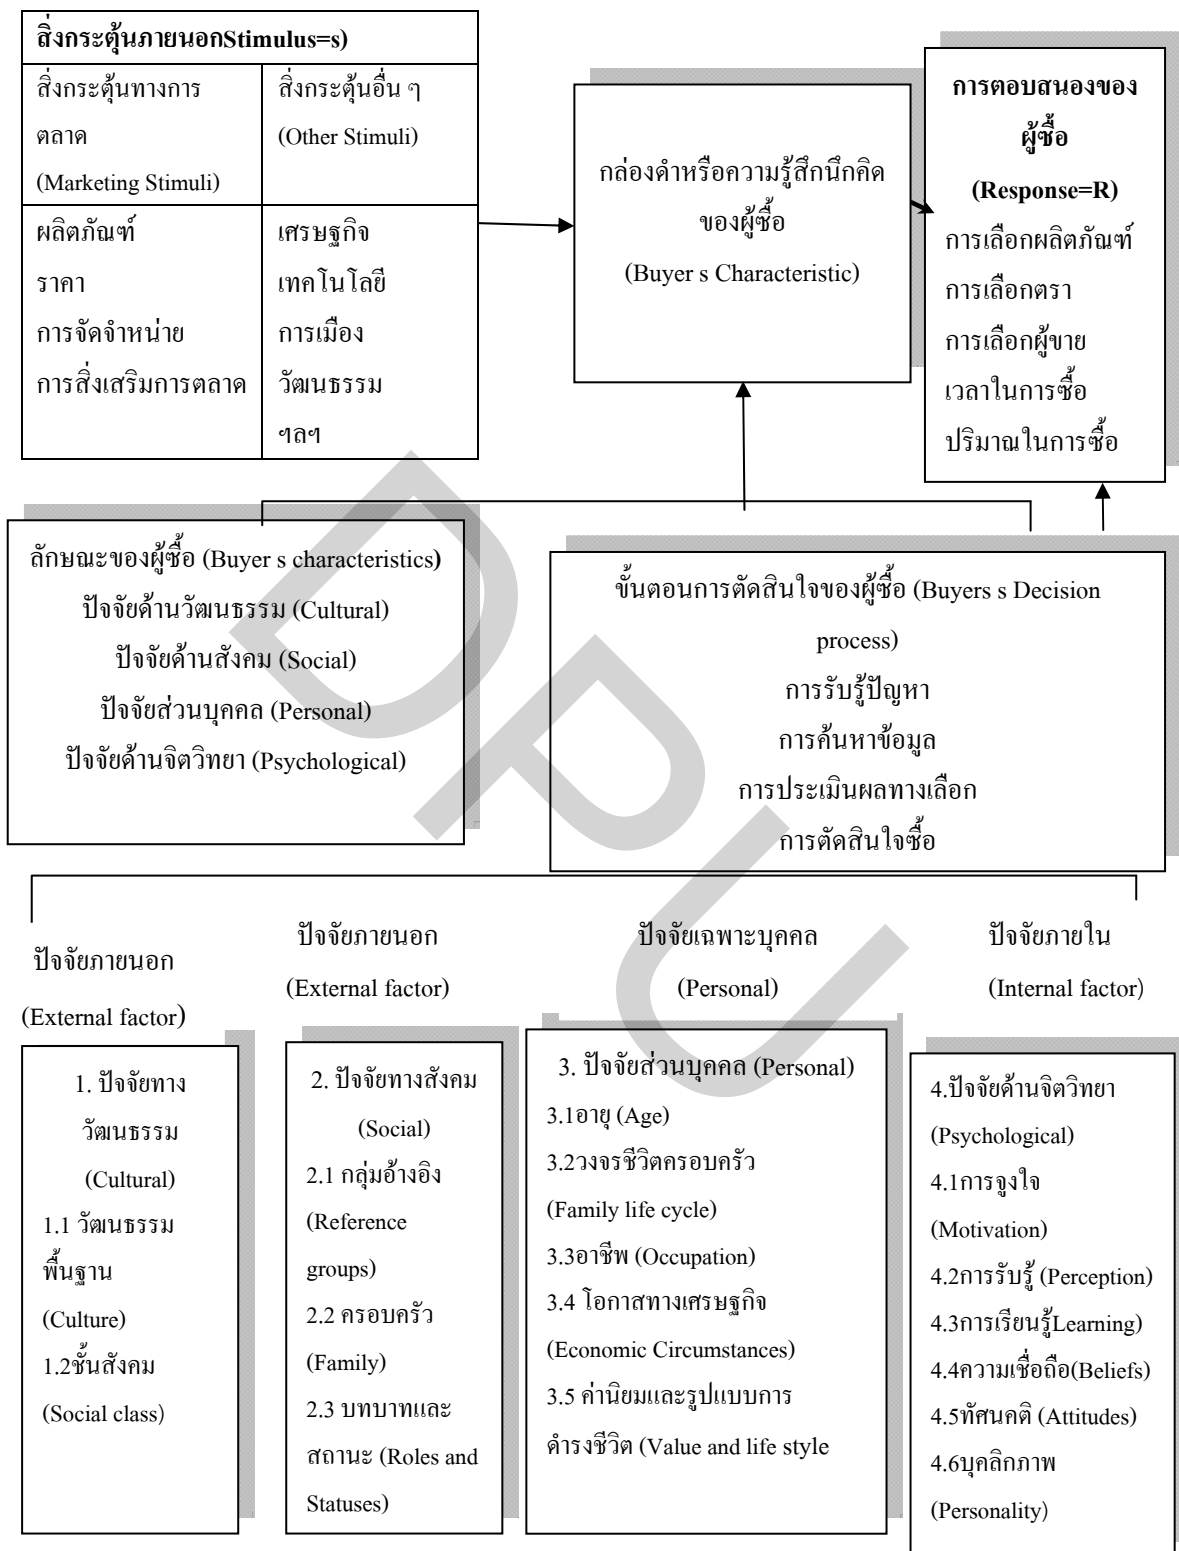 สิ่งกระตุ้นภายนอกStimulus=s)
สิ่งกระตุ้นทางการ
ตลาด
(Marketing Stimuli)
สิ่งกระตุ้นอื่น ๆ
(Other Stimuli)
ผลิตภัณฑ์
ราคา
การจัดจำหน่าย
การสิ่งเสริมการตลาด
เศรษฐกิจ
เทคโนโลยี
การเมือง
วัฒนธรรม
ฯลฯ
กล่องดำหรือความรู้สึกนึกคิด
ของผู้ซื้อ
(Buyer s Characteristic)
การตอบสนองของ
ผู้ซื้อ
(Response=R)
การเลือกผลิตภัณฑ์
การเลือกตรา
การเลือกผู้ขาย
เวลาในการซื้อ
ปริมาณในการซื้อ
ลักษณะของผู้ซื้อ (Buyer s characteristics)
ปัจจัยด้านวัฒนธรรม (Cultural)
ปัจจัยด้านสังคม (Social)
ปัจจัยส่วนบุคคล (Personal)
ปัจจัยด้านจิตวิทยา (Psychological)
ขั้นตอนการตัดสินใจของผู้ซื้อ (Buyers s Decision
process)
การรับรู้ปัญหา
การค้นหาข้อมูล
การประเมินผลทางเลือก
การตัดสินใจซื้อ
DPU
ปัจจัยภายนอก
(External factor)
ปัจจัยภายนอก
(External factor)
ปัจจัยเฉพาะบุคคล
(Personal)
ปัจจัยภายใน
(Internal factor)
1. ปัจจัยทาง
วัฒนธรรม
(Cultural)
1.1 วัฒนธรรม
พื้นฐาน
(Culture)
1.2ชั้นสังคม
(Social class)
2. ปัจจัยทางสังคม
(Social)
2.1 กลุ่มอ้างอิง
(Reference
groups)
2.2 ครอบครัว
(Family)
2.3 บทบาทและ
สถานะ (Roles and
Statuses)
3. ปัจจัยส่วนบุคคล (Personal)
3.1อายุ (Age)
3.2วงจรชีวิตครอบครัว
(Family life cycle)
3.3อาชีพ (Occupation)
3.4 โอกาสทางเศรษฐกิจ
(Economic Circumstances)
3.5 ค่านิยมและรูปแบบการ
ดำรงชีวิต (Value and life style
4.ปัจจัยด้านจิตวิทยา
(Psychological)
4.1การจูงใจ
(Motivation)
4.2การรับรู้ (Perception)
4.3การเรียนรู้Learning)
4.4ความเชื่อถือ(Beliefs)
4.5ทัศนคติ (Attitudes)
4.6บุคลิกภาพ
(Personality)